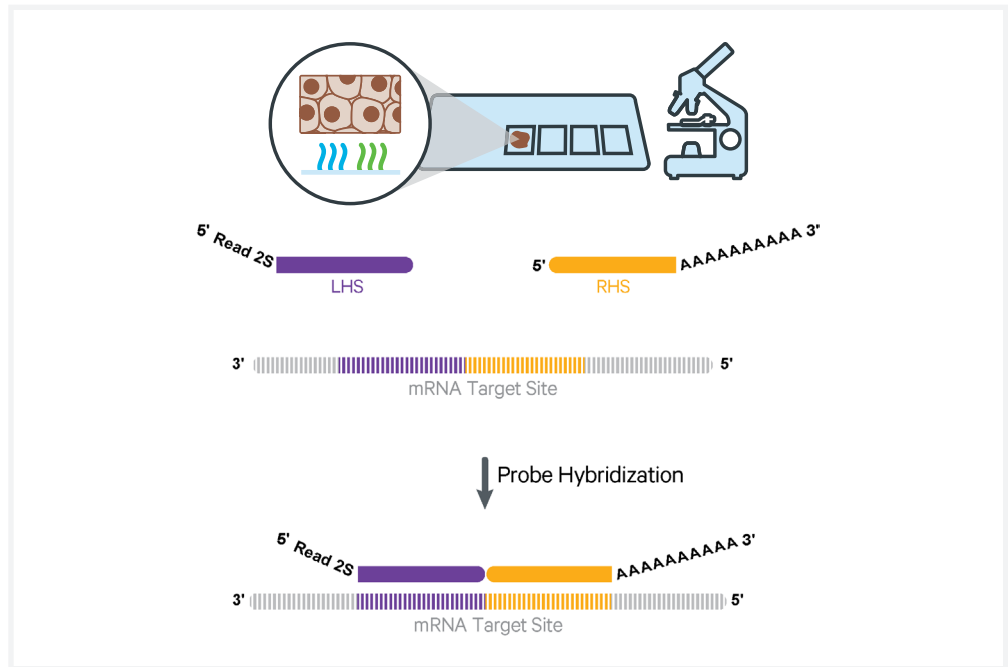 5' Read 2S
LHS
5'
RHS
AAAAAAAAAA 3'
3'
5'
mRNA Target Site
Probe Hybridization
5' Read 2S
AAAAAAAAAA 3'
3'
5'
mRNA Target Site